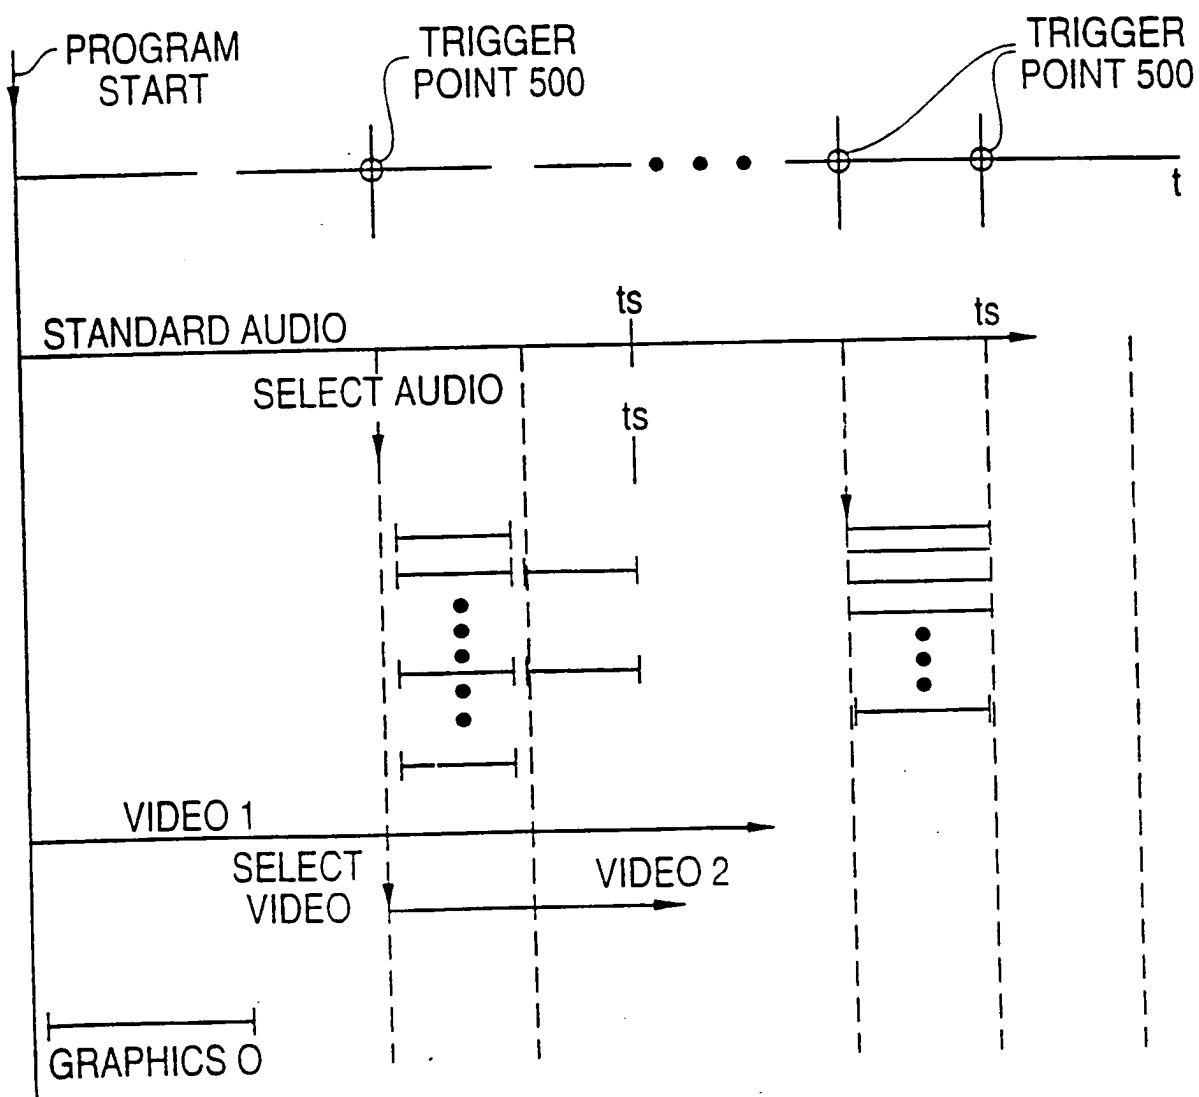 PROGRAM
START
TRIGGER
POINT 500
TRIGGER
POINT 500
t
STANDARD AUDIO
ts
ts
SELECT AUDIO
ts
VIDEO 1
SELECT
VIDEO
VIDEO 2
GRAPHICS O